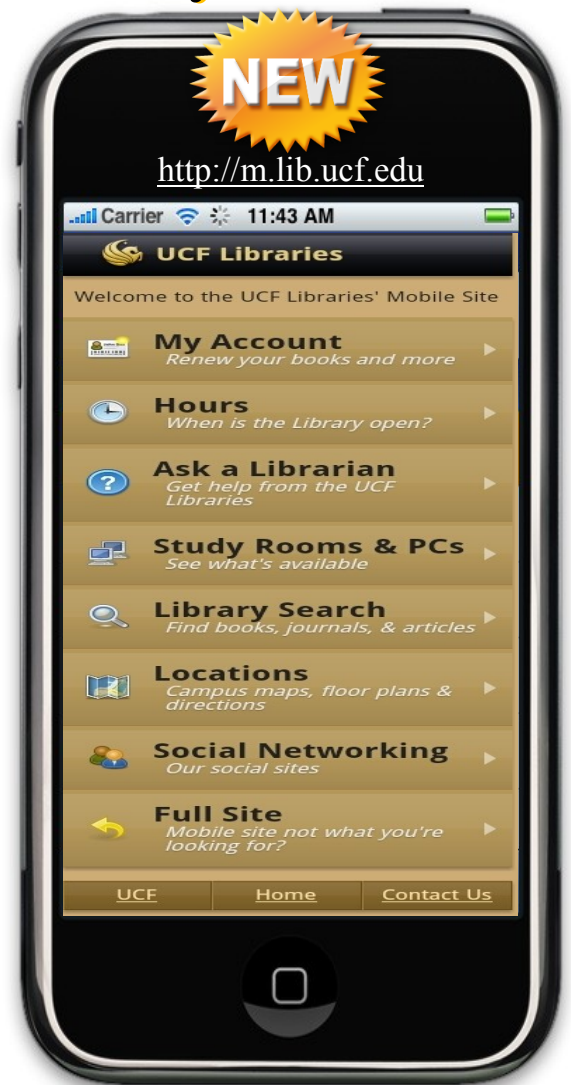 NEW
http://m.lib.ucf.edu
Carrier 11:43 AM
UCF Libraries
Welcome to the UCF Libraries' Mobile Site
My Account
Renew your books and more
Hours
When is the Library open?
Ask a Librarian
Get help from the UCF
Libraries
Study Rooms & PCs
See what's available
Library Search
Find books, journals, & articles
Locations
Campus maps, floor plans &
directions
Social Networking
Our social sites
Full Site
Mobile site not what you're
looking for?
UCF Home Contact Us